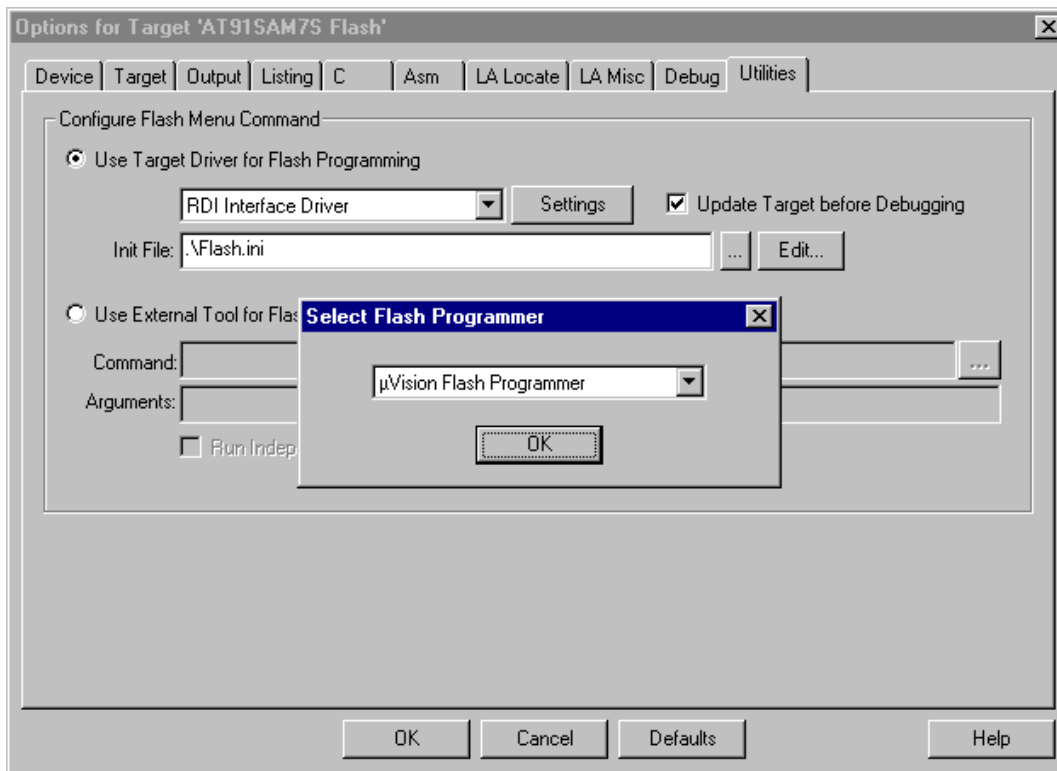 Options for Target 'AT91SAM7S Flash'
Device Target Output Listing C Asm LA Locate LA Misc Debug Utilities
Configure Flash Menu Command
Use Target Driver for Flash Programming
RDI Interface Driver Settings Update Target before Debugging
Init File: .\Flash.ini ... Edit...
Use External Tool for Flas
Select Flash Programmer
Command: ...
µVision Flash Programmer
Arguments:
OK
Run Indep
OK Cancel Defaults Help